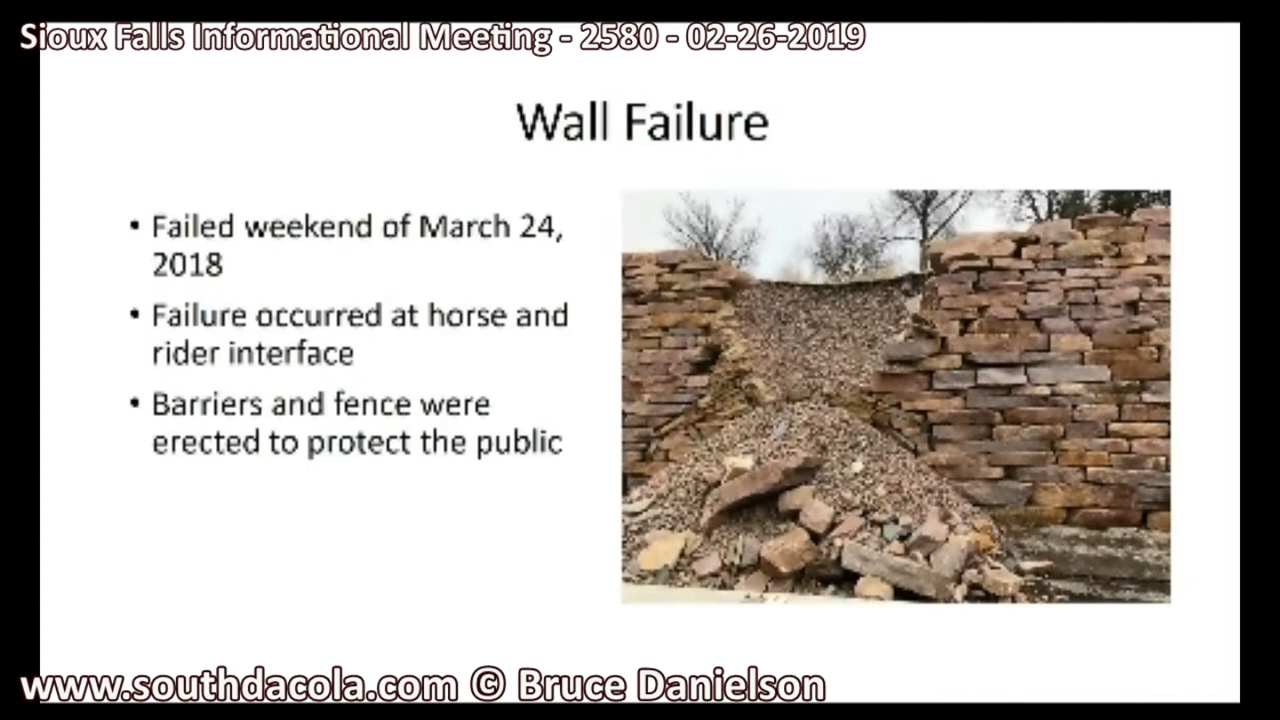 Sioux Falls Informational Meeting - 2580 - 02-26-2019
Wall Failure
• Failed weekend of March 24,
2018
• Failure occurred at horse and
rider interface
• Barriers and fence were
erected to protect the public
www.southdacola.com © Bruce Danielson